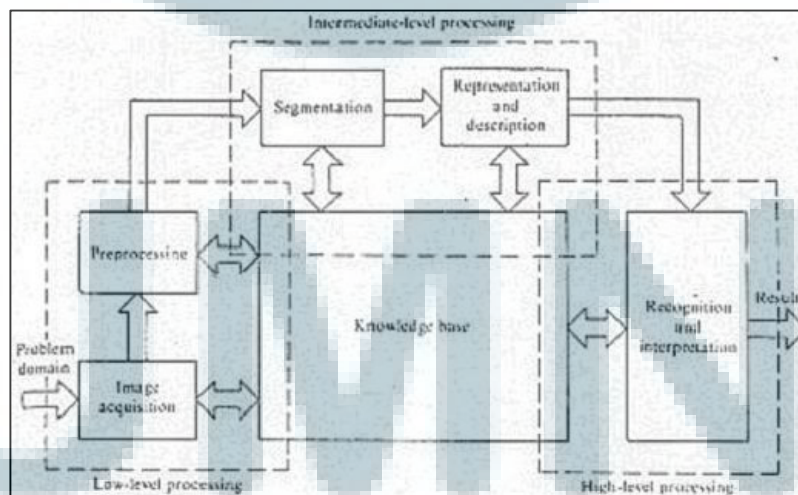 Intermediate-level processing
Segmentation
Representation
and
description
Preprocessing
Knowledge base
Recognition
and
interpretation
Result
Problem
domain
Image
acquisition
Low-level processing
High-level processing